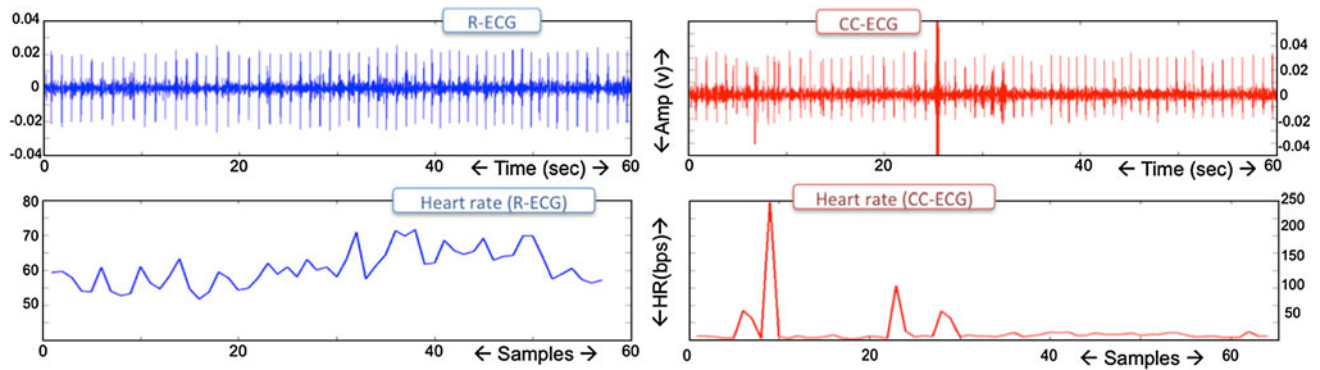 R-ECG
0.04
0.02
0
-0.02
-0.04
0 20 40 60
← Time (sec) →
CC-ECG
←Amp (v)→
0.04
0.02
0
-0.02
-0.04
0 20 40 60
← Time (sec) →
Heart rate (R-ECG)
80
70
60
50
0 20 40 60
← Samples →
Heart rate (CC-ECG)
←HR(bps)→
250
200
150
100
50
0 20 40 60
← Samples →